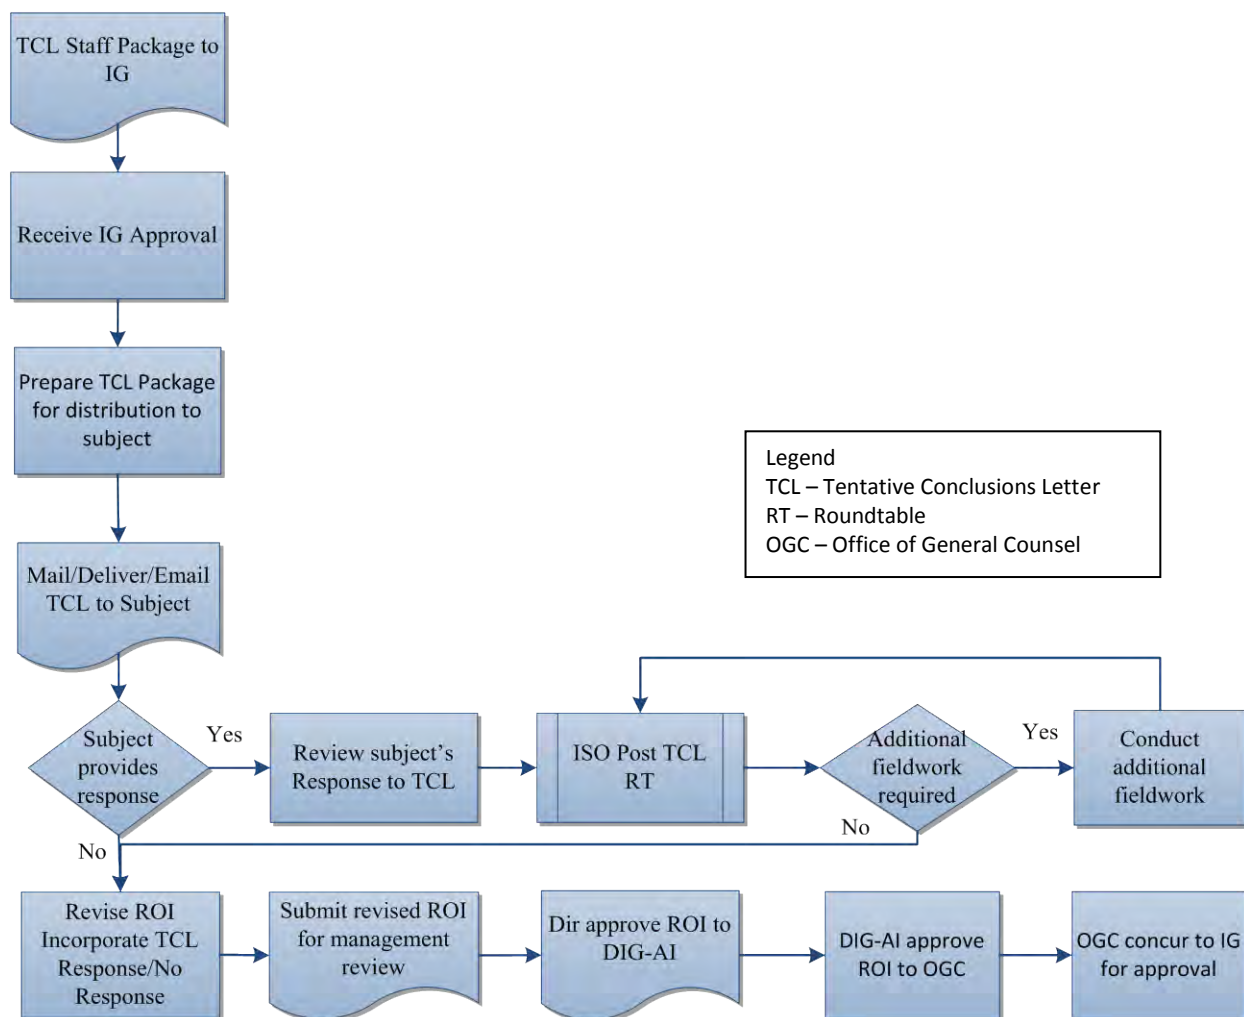 TCL Staff Package to
IG
Receive IG Approval
Prepare TCL Package
for distribution to
subject
Legend
TCL – Tentative Conclusions Letter
RT – Roundtable
OGC – Office of General Counsel
Mail/Deliver/Email
TCL to Subject
Subject
provides
response
Yes
Review subject's
Response to TCL
ISO Post TCL
RT
Additional
fieldwork
required
Yes
Conduct
additional
fieldwork
No
No
Revise ROI
Incorporate TCL
Response/No
Response
Submit revised ROI
for management
review
Dir approve ROI to
DIG-AI
DIG-AI approve
ROI to OGC
OGC concur to IG
for approval